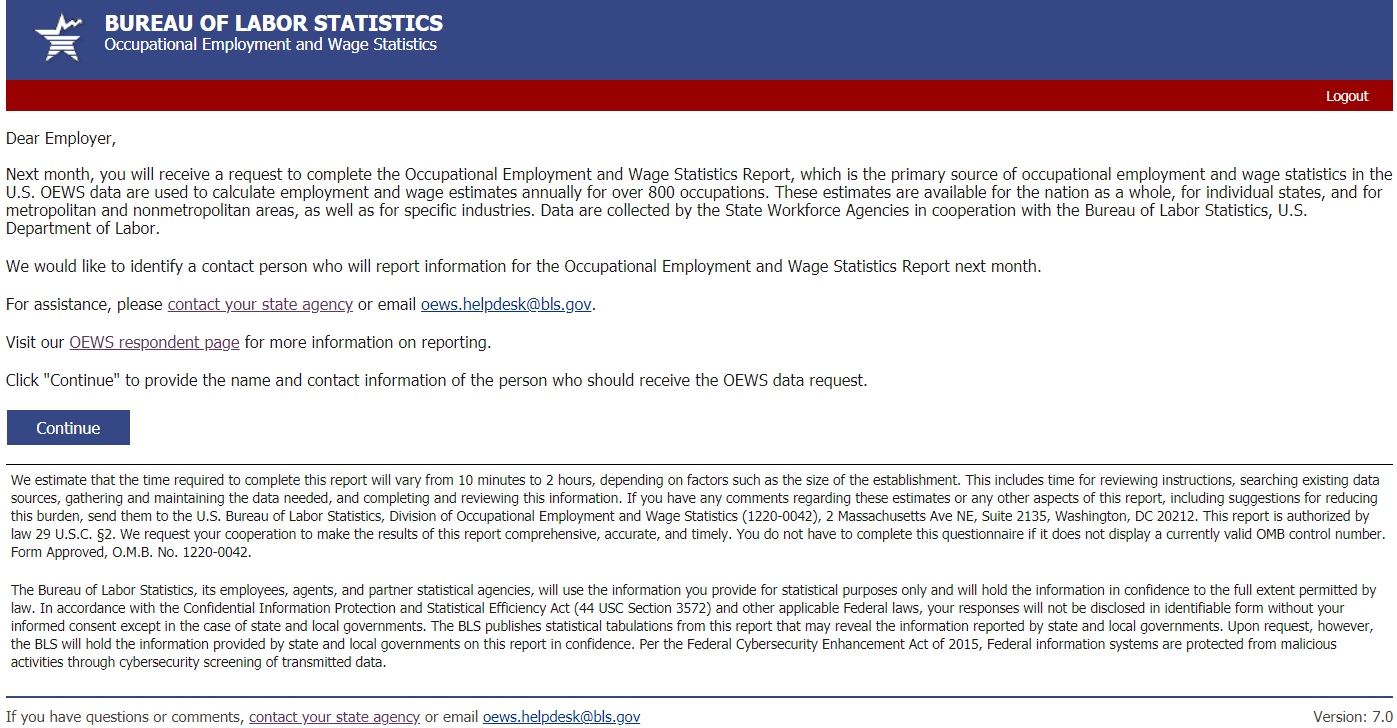 BUREAU OF LABOR STATISTICS
Occupational Employment and Wage Statistics
Logout
Dear Employer,
Next month, you will receive a request to complete the Occupational Employment and Wage Statistics Report, which is the primary source of occupational employment and wage statistics in the
U.S. OEWS data are used to calculate employment and wage estimates annually for over 800 occupations. These estimates are available for the nation as a whole, for individual states, and for
metropolitan and nonmetropolitan areas, as well as for specific industries. Data are collected by the State Workforce Agencies in cooperation with the Bureau of Labor Statistics, U.S.
Department of Labor.
We would like to identify a contact person who will report information for the Occupational Employment and Wage Statistics Report next month.
For assistance, please contact your state agency or email oews.helpdesk@bls.gov.
Visit our OEWS respondent page for more information on reporting.
Click "Continue" to provide the name and contact information of the person who should receive the OEWS data request.
Continue
We estimate that the time required to complete this report will vary from 10 minutes to 2 hours, depending on factors such as the size of the establishment. This includes time for reviewing instructions, searching existing data
sources, gathering and maintaining the data needed, and completing and reviewing this information. If you have any comments regarding these estimates or any other aspects of this report, including suggestions for reducing
this burden, send them to the U.S. Bureau of Labor Statistics, Division of Occupational Employment and Wage Statistics (1220-0042), 2 Massachusetts Ave NE, Suite 2135, Washington, DC 20212. This report is authorized by
law 29 U.S.C. §2. We request your cooperation to make the results of this report comprehensive, accurate, and timely. You do not have to complete this questionnaire if it does not display a currently valid OMB control number.
Form Approved, O.M.B. No. 1220-0042.
The Bureau of Labor Statistics, its employees, agents, and partner statistical agencies, will use the information you provide for statistical purposes only and will hold the information in confidence to the full extent permitted by
law. In accordance with the Confidential Information Protection and Statistical Efficiency Act (44 USC Section 3572) and other applicable Federal laws, your responses will not be disclosed in identifiable form without your
informed consent except in the case of state and local governments. The BLS publishes statistical tabulations from this report that may reveal the information reported by state and local governments. Upon request, however,
the BLS will hold the information provided by state and local governments on this report in confidence. Per the Federal Cybersecurity Enhancement Act of 2015, Federal information systems are protected from malicious
activities through cybersecurity screening of transmitted data.
If you have questions or comments, contact your state agency or email oews.helpdesk@bls.gov
Version: 7.0